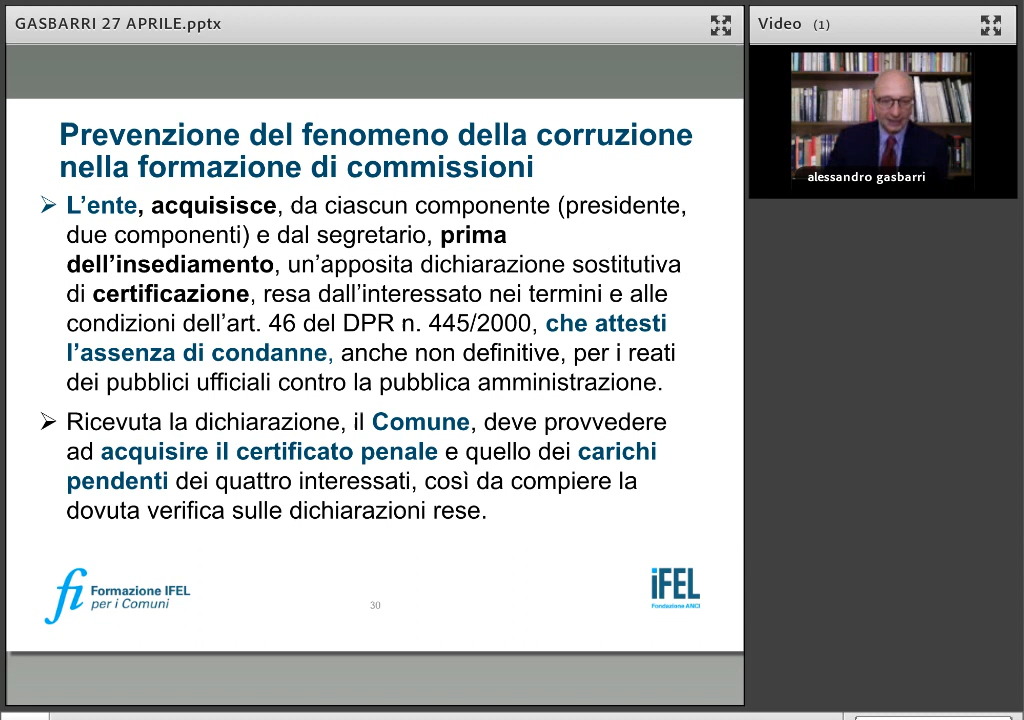 GASBARRI 27 APRILE.pptx
Video (1)
alessandro gasbarri
Prevenzione del fenomeno della corruzione
nella formazione di commissioni
➢ L’ente, acquisisce, da ciascun componente (presidente,
due componenti) e dal segretario, prima
dell’insediamento, un’apposita dichiarazione sostitutiva
di certificazione, resa dall’interessato nei termini e alle
condizioni dell’art. 46 del DPR n. 445/2000, che attesti
l’assenza di condanne, anche non definitive, per i reati
dei pubblici ufficiali contro la pubblica amministrazione.
➢ Ricevuta la dichiarazione, il Comune, deve provvedere
ad acquisire il certificato penale e quello dei carichi
pendenti dei quattro interessati, così da compiere la
dovuta verifica sulle dichiarazioni rese.
fi Formazione IFEL
per i Comuni
30
iFEL
Fondazione ANCI